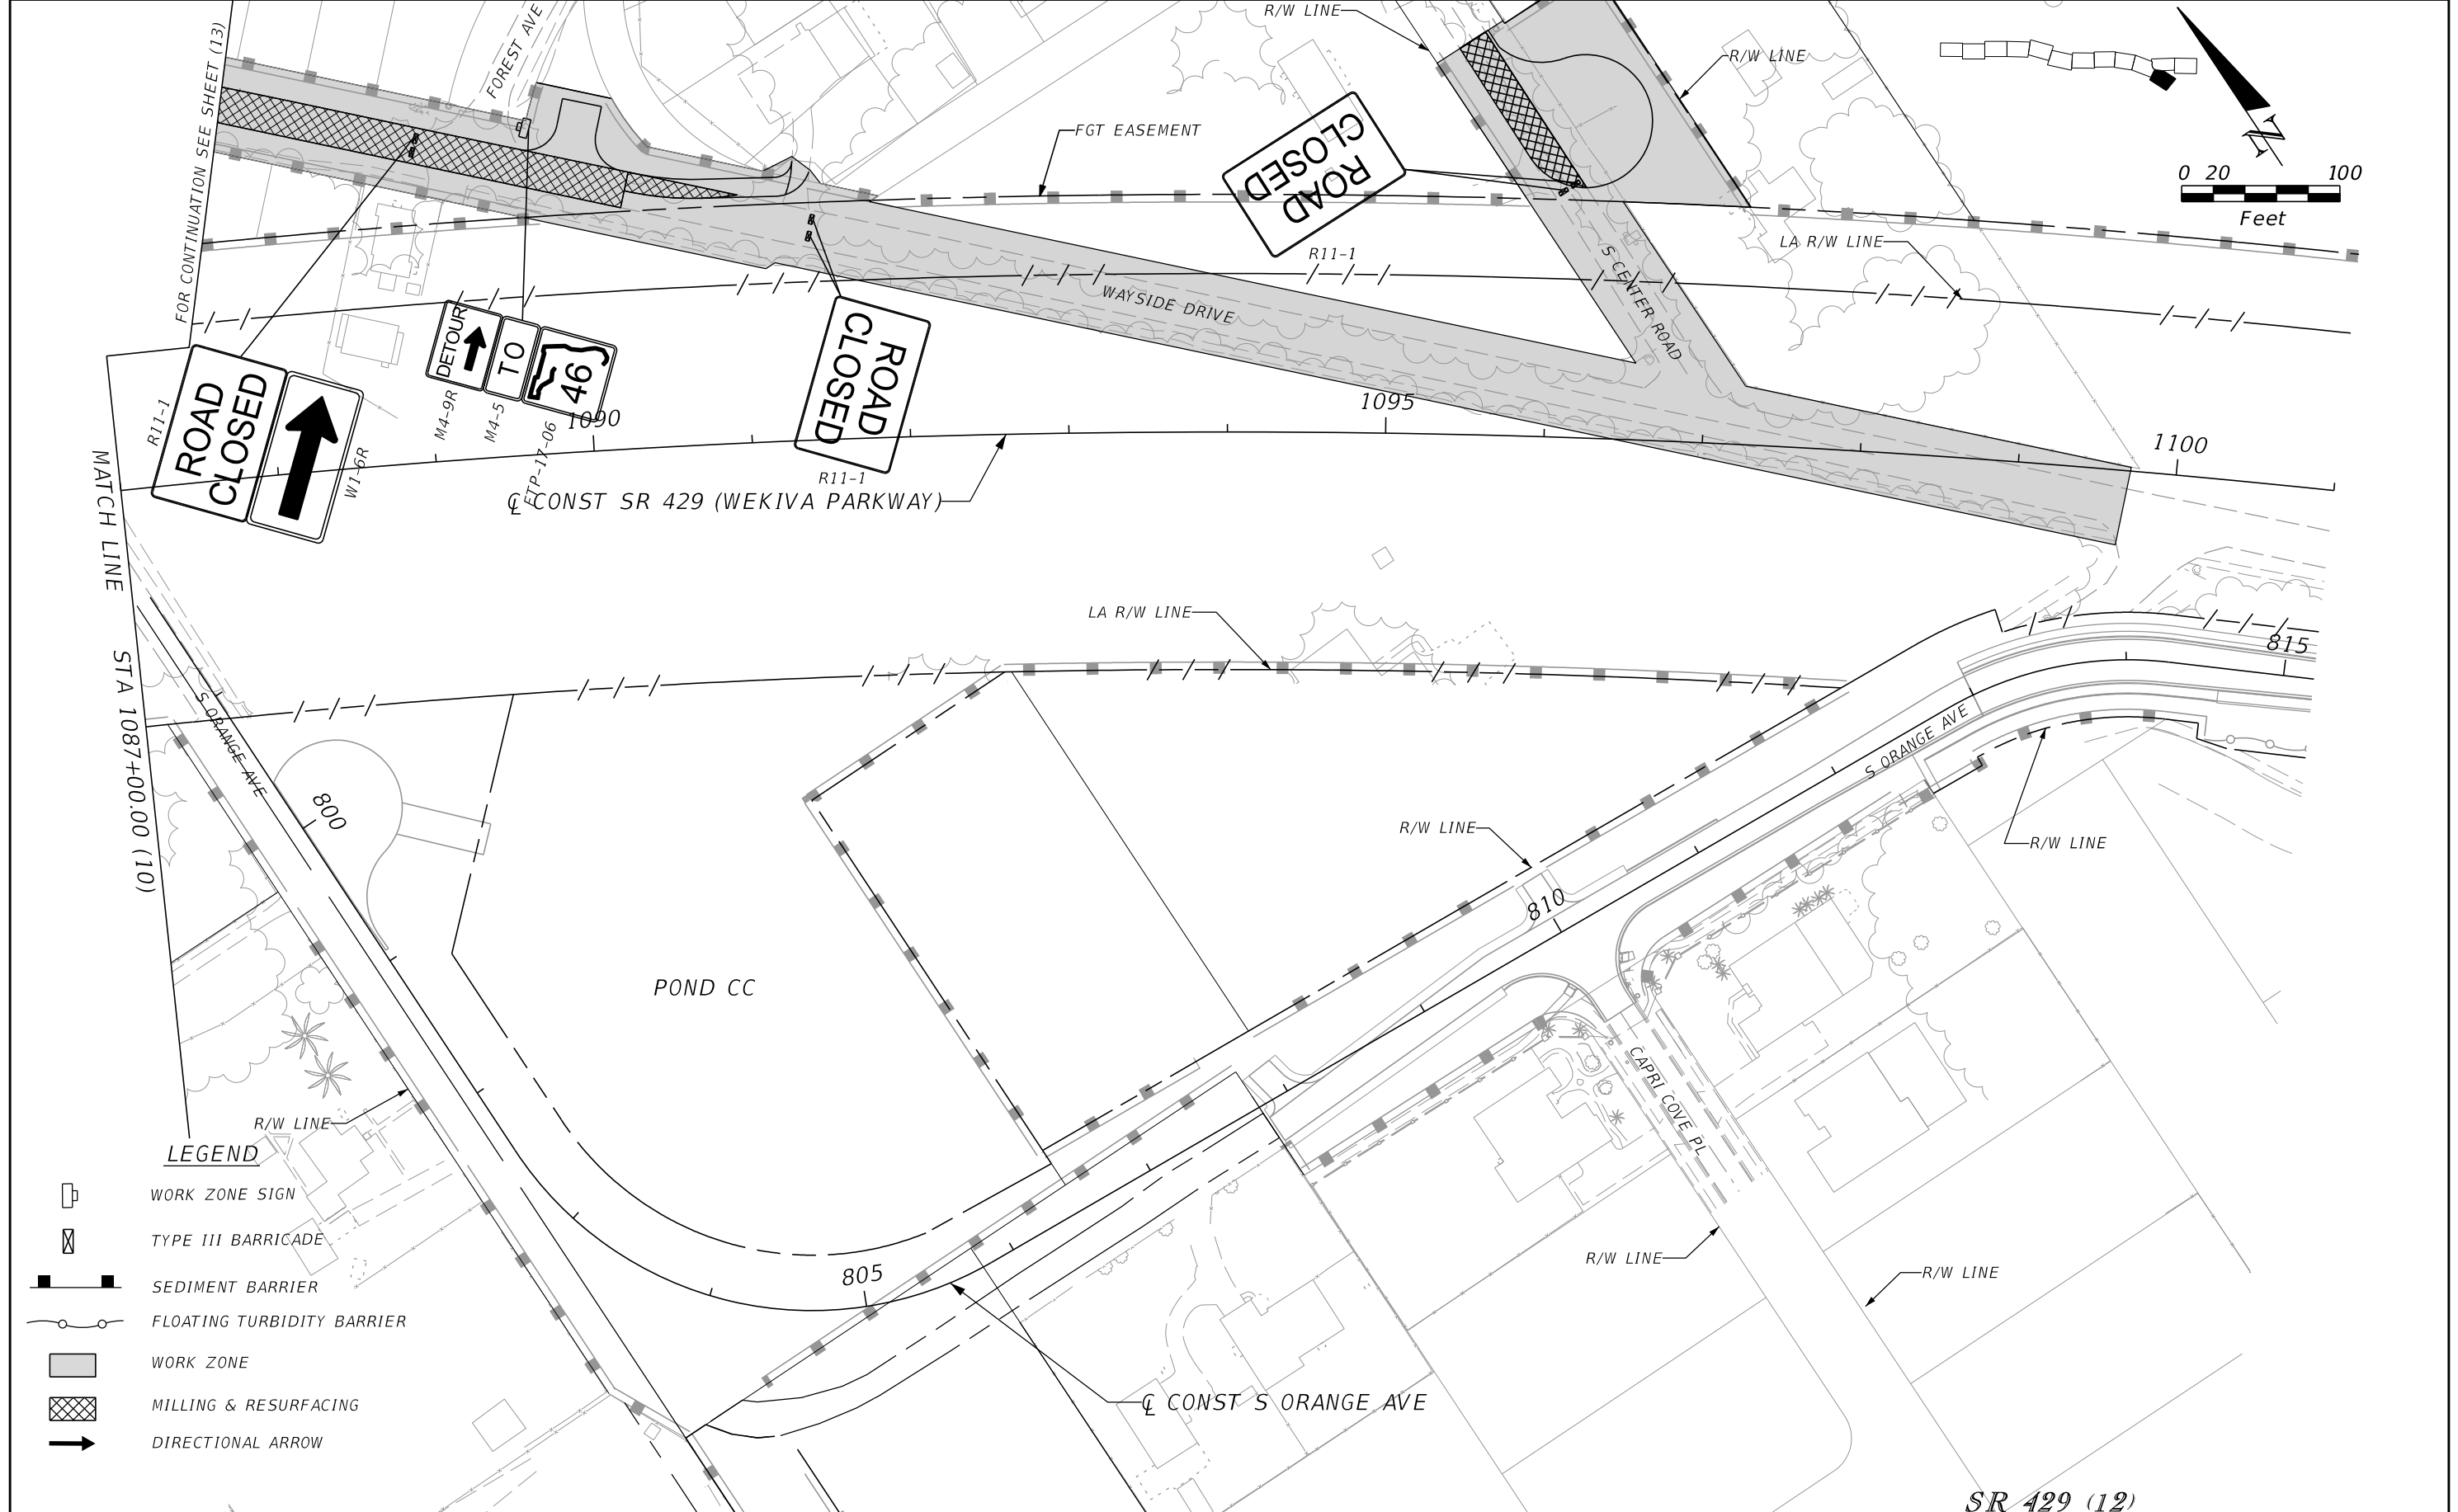 R/W LINE
FOREST AVE
FOR CONTINUATION SEE SHEET (13)
R/W LINE
FGT EASEMENT
ROAD
CLOSED
R11-1
N
0 20 100
Feet
LA R/W LINE
S CENTER ROAD
WAYSIDE DRIVE
DETOUR
TO
46
M4-9R
M4-5
FTP-17-06
ROAD
CLOSED
R11-1
W1-6R
ROAD
CLOSED
R11-1
1090
1095
1100
℄ CONST SR 429 (WEKIVA PARKWAY)
MATCH LINE STA 1087+00.00 (10)
LA R/W LINE
815
S ORANGE AVE
S ORANGE AVE
800
R/W LINE
R/W LINE
810
POND CC
CAPRI COVE PL
R/W LINE
R/W LINE
R/W LINE
805
℄ CONST S ORANGE AVE
LEGEND
WORK ZONE SIGN
TYPE III BARRICADE
SEDIMENT BARRIER
FLOATING TURBIDITY BARRIER
WORK ZONE
MILLING & RESURFACING
DIRECTIONAL ARROW
SR 429 (12)